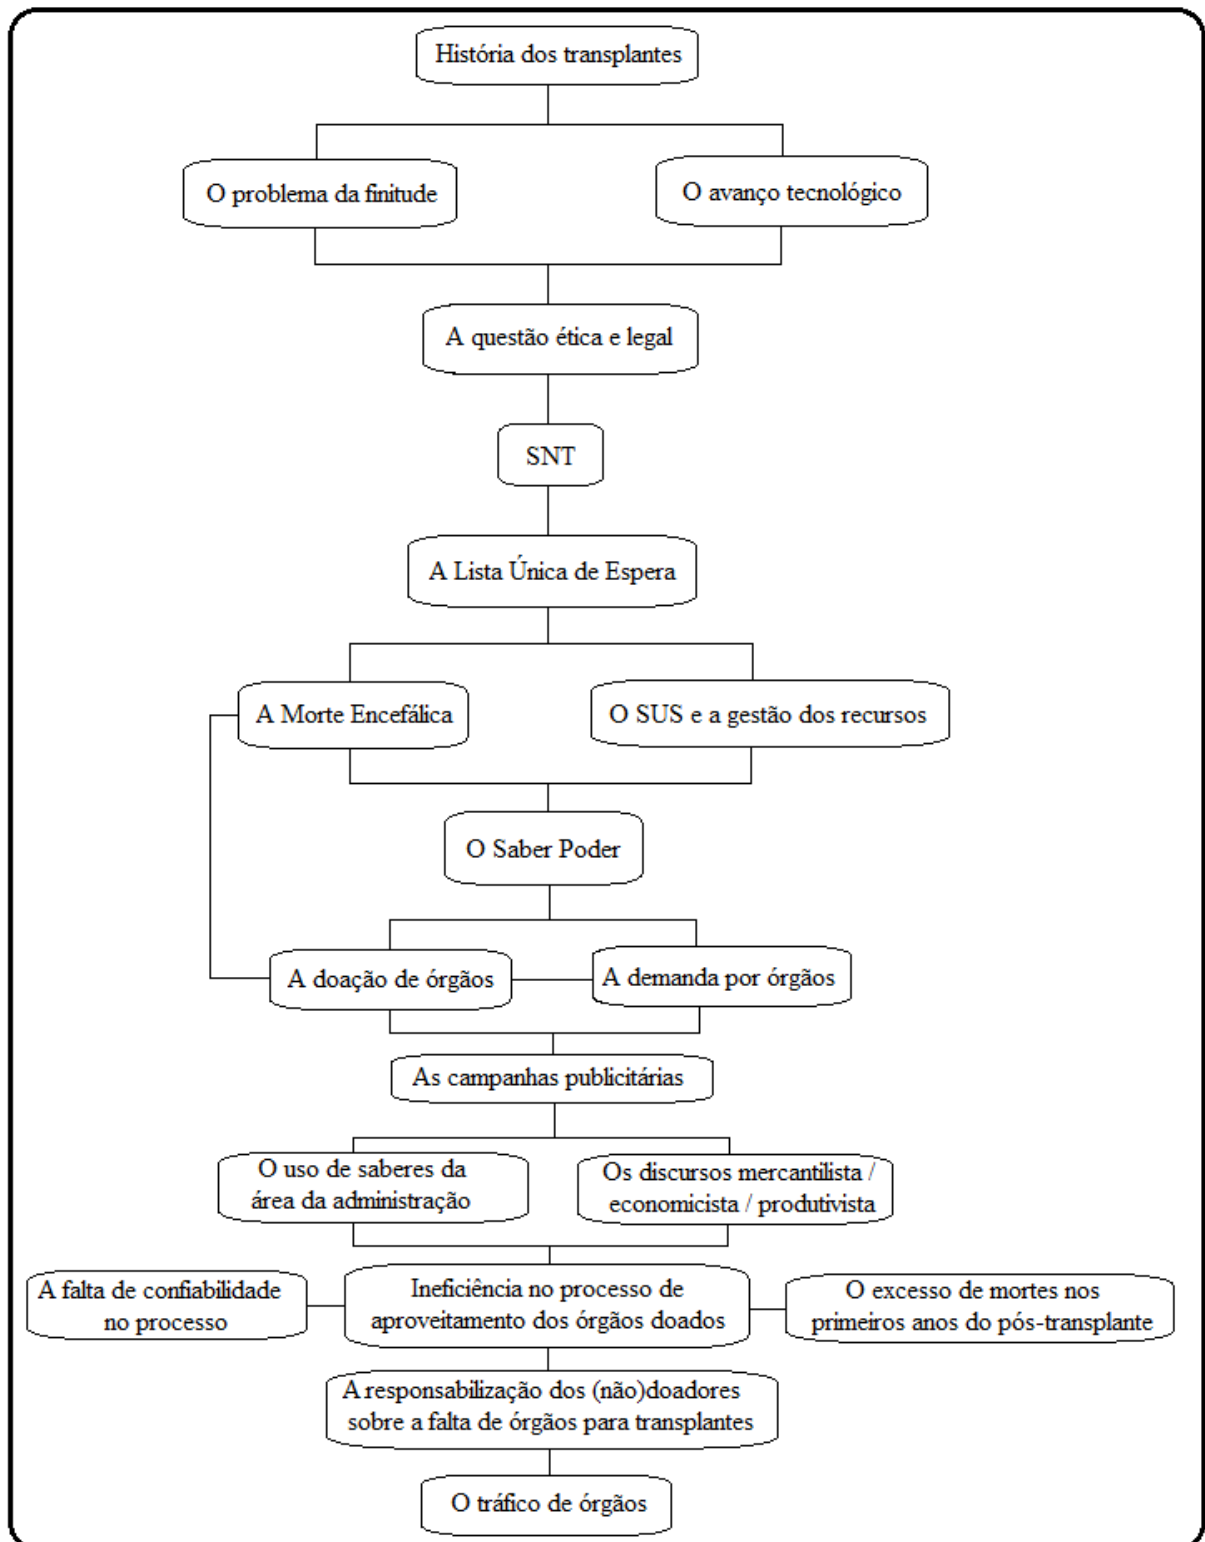 História dos transplantes
O problema da finitude
O avanço tecnológico
A questão ética e legal
SNT
A Lista Única de Espera
A Morte Encefálica
O SUS e a gestão dos recursos
O Saber Poder
A doação de órgãos
A demanda por órgãos
As campanhas publicitárias
O uso de saberes da
área da administração
Os discursos mercantilista /
economicista / produtivista
A falta de confiabilidade
no processo
Ineficiência no processo de
aproveitamento dos órgãos doados
O excesso de mortes nos
primeiros anos do pós-transplante
A responsabilização dos (não)doadores
sobre a falta de órgãos para transplantes
O tráfico de órgãos